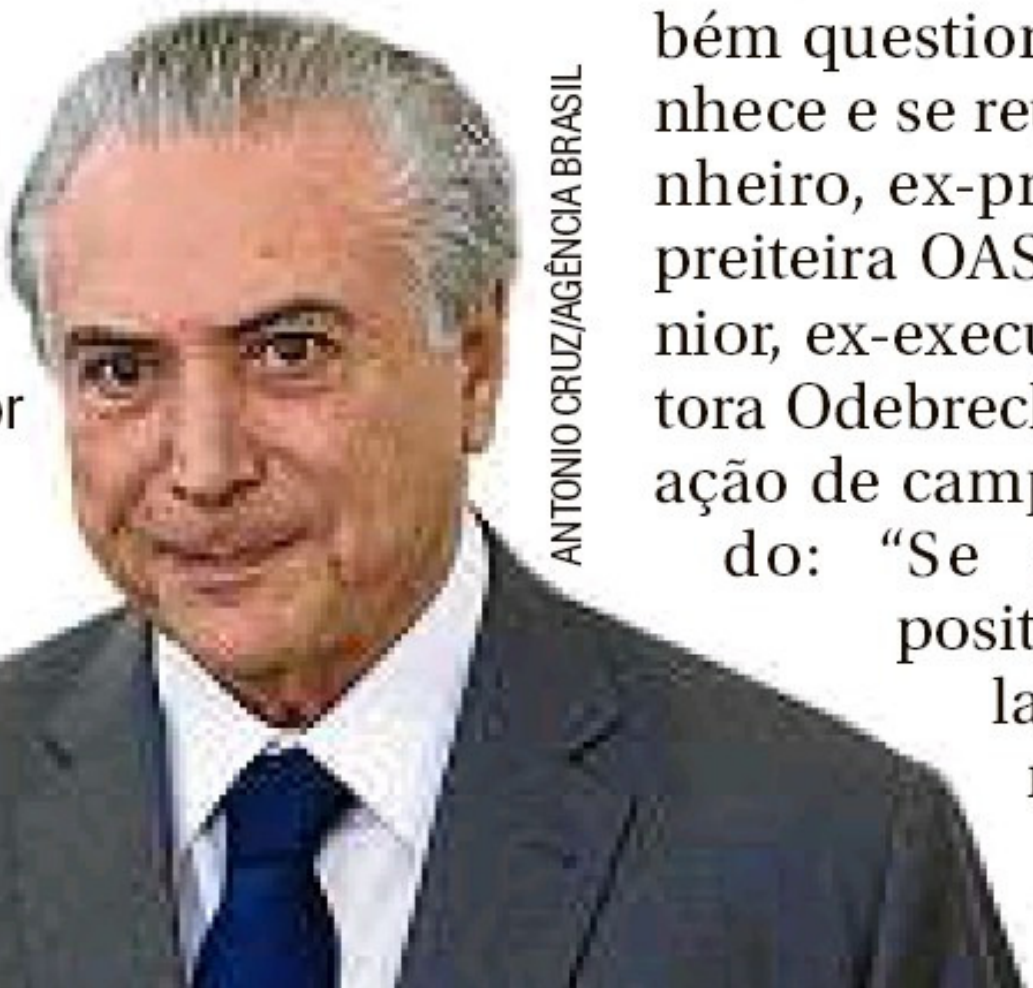 or
ANTONIO CRUZ/AGÊNCIA BRASIL
bém question
nhece e se re
nheiro, ex-pr
preiteira OAS
nior, ex-execu
tora Odebrech
ação de camp
do: “Se
posit
la